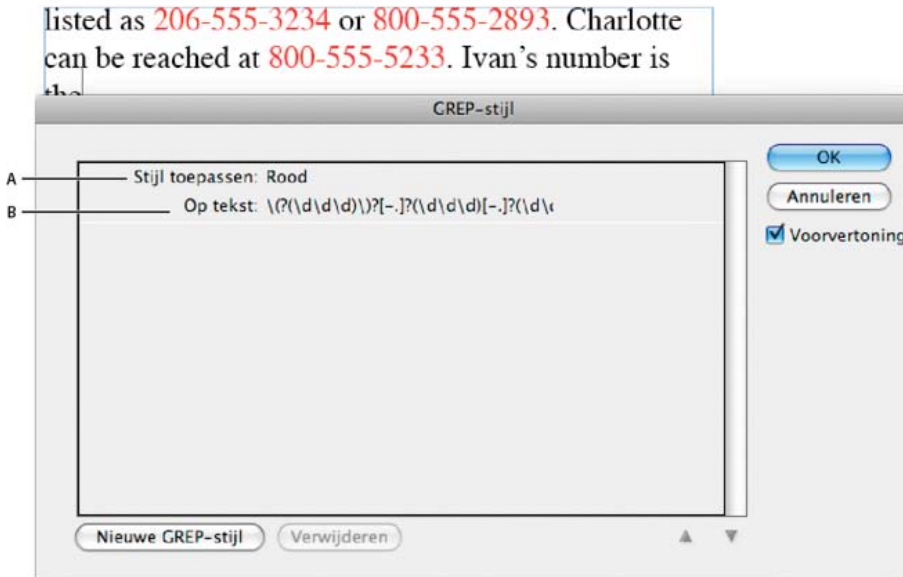 listed as 206-555-3234 or 800-555-2893. Charlotte
can be reached at 800-555-5233. Ivan's number is
the
GREP-stijl
A Stijl toepassen: Rood
B Op tekst: \(?(\d\d\d)\)?[-.]?(\d\d\d)[-.]?(\d\
OK
Annuleren
Voorvertoning
Nieuwe GREP-stijl Verwijderen